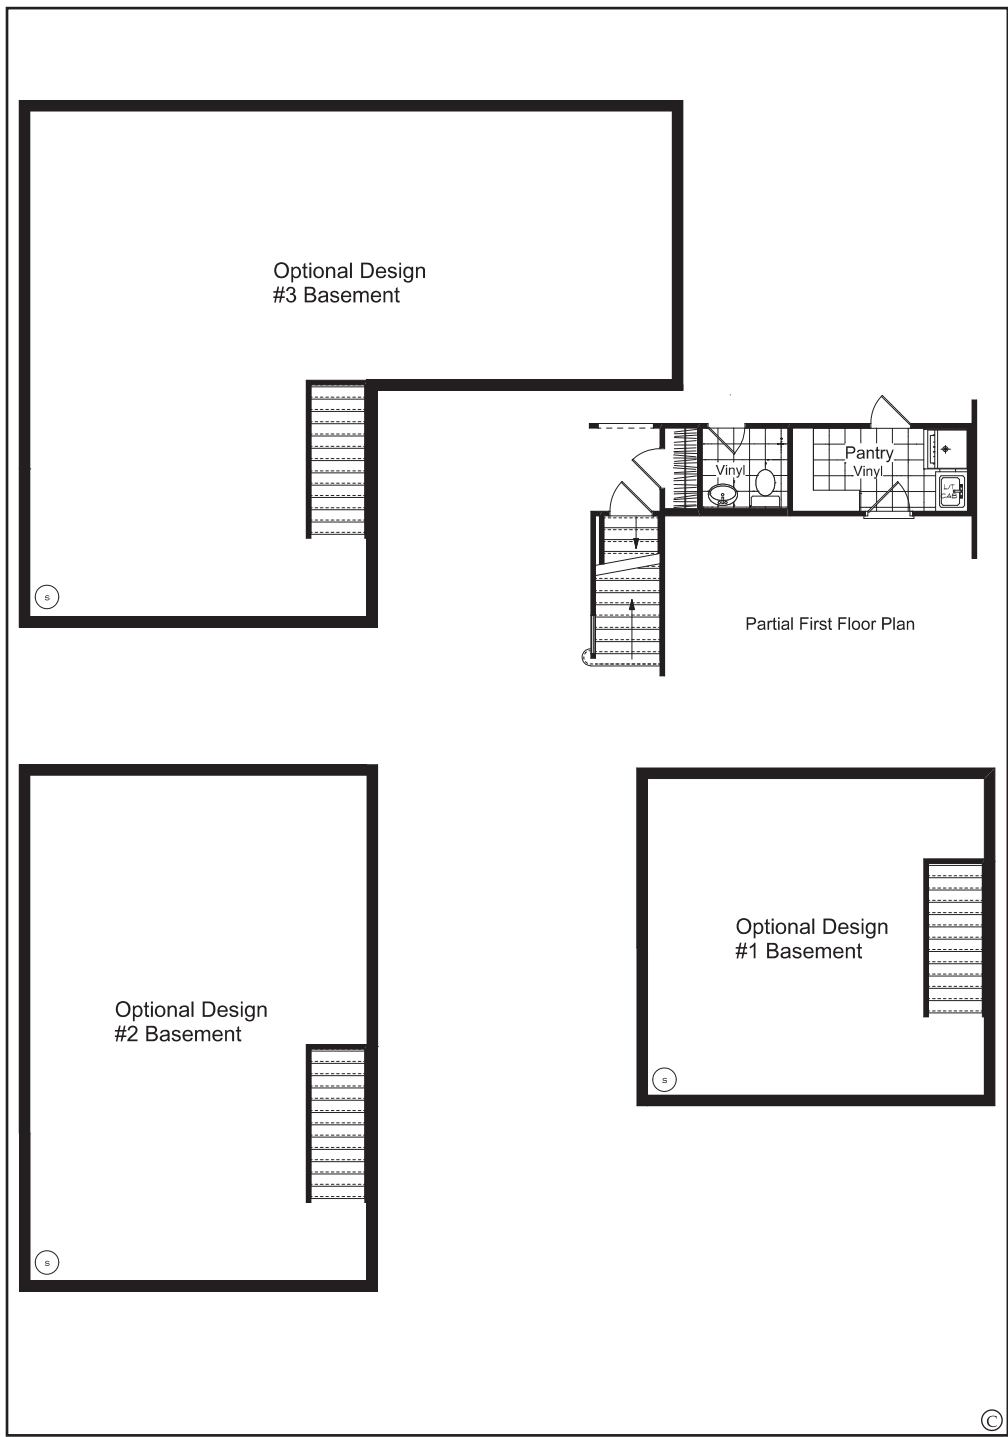 Optional Design
#3 Basement
S
Vinyl
Pantry
Vinyl
L/T
CAB
Partial First Floor Plan
Optional Design
#2 Basement
S
Optional Design
#1 Basement
S
©